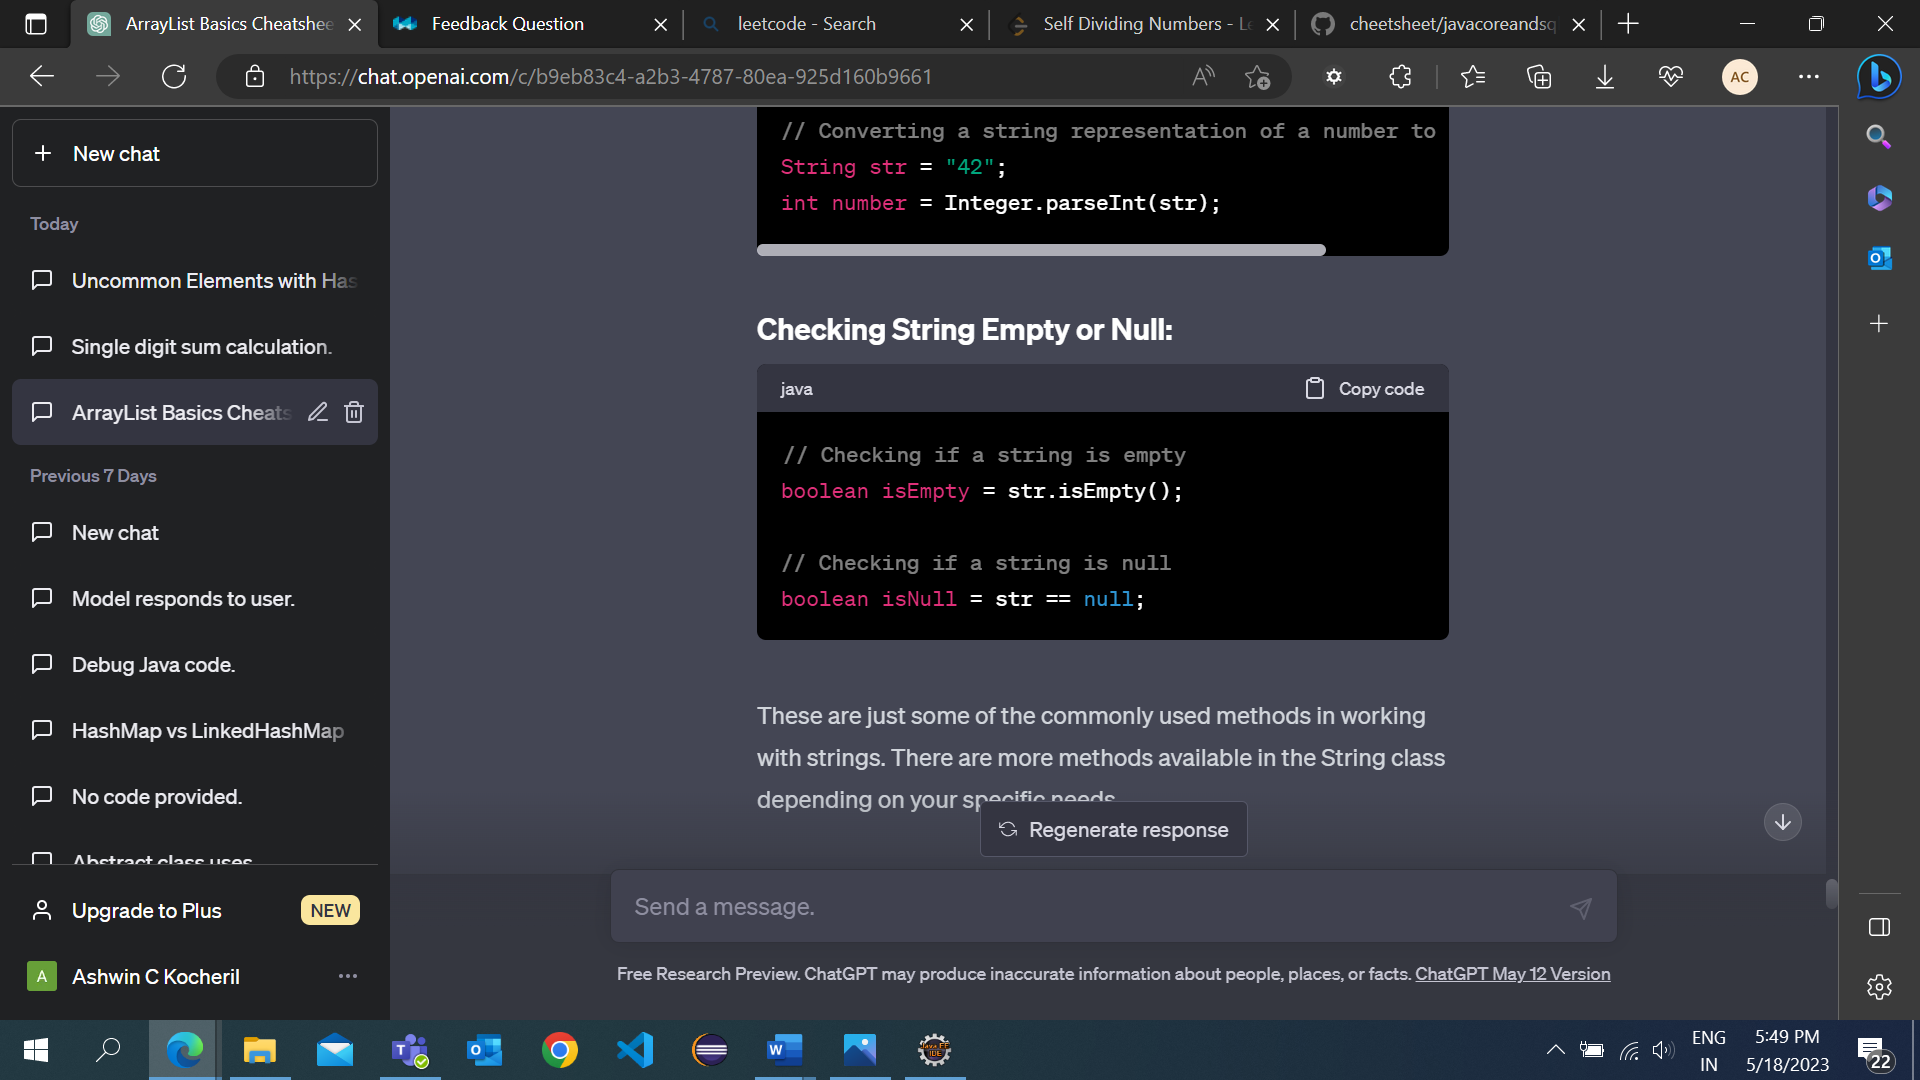 ArrayList Basics Cheatshee
Feedback Question
leetcode - Search
Self Dividing Numbers - Le
cheetsheet/javacoreandsq
https://chat.openai.com/c/b9eb83c4-a2b3-4787-80ea-925d160b9661
AC
New chat
Today
Uncommon Elements with Has
Single digit sum calculation.
ArrayList Basics Cheats
Previous 7 Days
New chat
Model responds to user.
Debug Java code.
HashMap vs LinkedHashMap
No code provided.
Abstract class uses
Upgrade to Plus
NEW
A
Ashwin C Kocheril
// Converting a string representation of a number to
String str = "42";
int number = Integer.parseInt(str);
Checking String Empty or Null:
java
Copy code
// Checking if a string is empty
boolean isEmpty = str.isEmpty();
// Checking if a string is null
boolean isNull = str == null;
These are just some of the commonly used methods in working
with strings. There are more methods available in the String class
depending on your specific needs.
Regenerate response
Send a message.
Free Research Preview. ChatGPT may produce inaccurate information about people, places, or facts. ChatGPT May 12 Version
ENG
IN
5:49 PM
5/18/2023
22